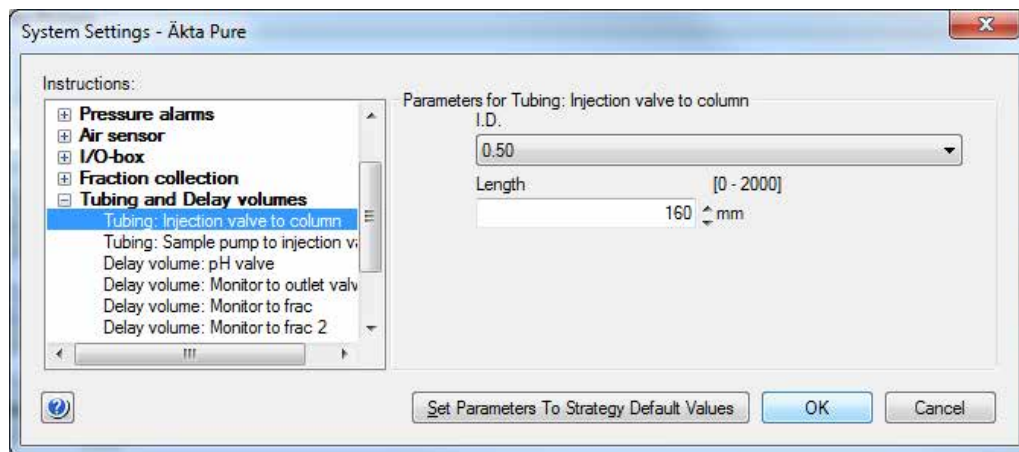 System Settings - Äkta Pure
Instructions:
Pressure alarms
Air sensor
I/O-box
Fraction collection
Tubing and Delay volumes
Tubing: Injection valve to column
Tubing: Sample pump to injection va
Delay volume: pH valve
Delay volume: Monitor to outlet valv
Delay volume: Monitor to frac
Delay volume: Monitor to frac 2
Parameters for Tubing: Injection valve to column
I.D.
0.50
Length [0 - 2000]
160 mm
Set Parameters To Strategy Default Values OK Cancel